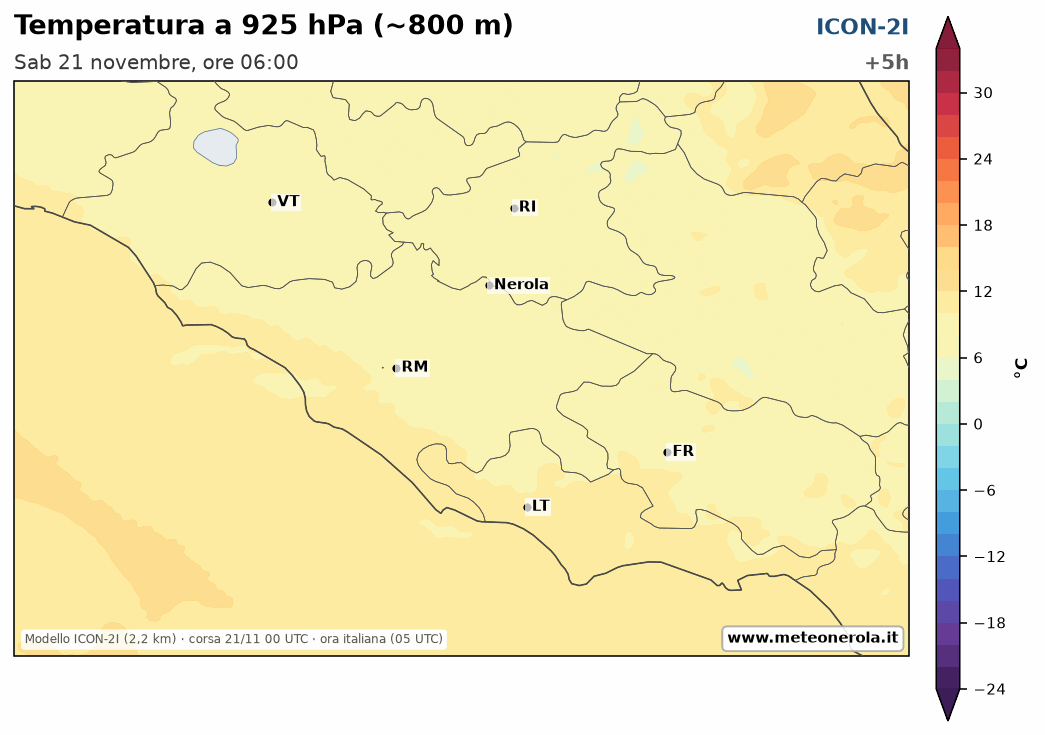 Temperatura a 925 hPa (~800 m)
ICON-2I
Sab 21 novembre, ore 06:00
+5h
VT
RI
Nerola
RM
FR
LT
Modello ICON-2I (2,2 km) · corsa 21/11 00 UTC · ora italiana (05 UTC)
www.meteonerola.it
30
24
18
12
6
0
−6
−12
−18
−24
°C